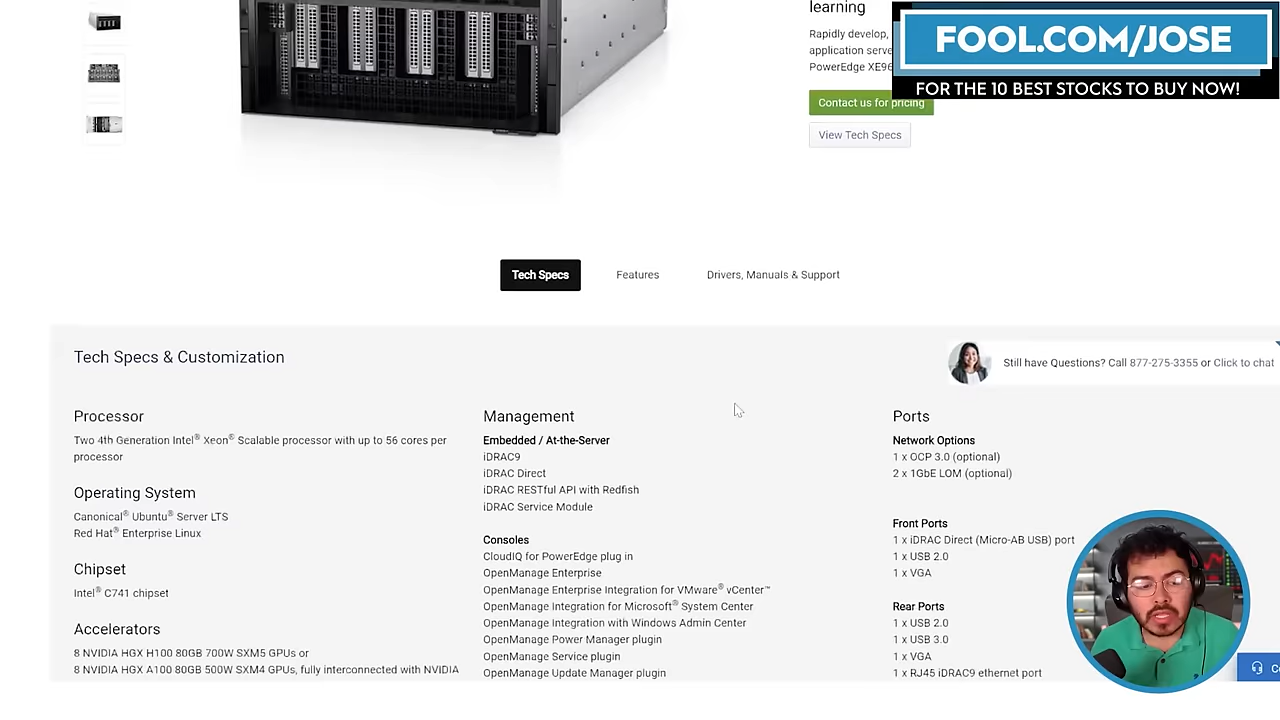 learning
Rapidly develop,
application serve
PowerEdge XE96
Contact us for pricing
View Tech Specs
FOOL.COM/JOSE
FOR THE 10 BEST STOCKS TO BUY NOW!
Tech Specs
Features
Drivers, Manuals & Support
Tech Specs & Customization
Still have Questions? Call 877-275-3355 or Click to chat
Processor
Two 4th Generation Intel® Xeon® Scalable processor with up to 56 cores per
processor
Operating System
Canonical® Ubuntu® Server LTS
Red Hat® Enterprise Linux
Chipset
Intel® C741 chipset
Accelerators
8 NVIDIA HGX H100 80GB 700W SXM5 GPUs or
8 NVIDIA HGX A100 80GB 500W SXM4 GPUs, fully interconnected with NVIDIA
Management
Embedded / At-the-Server
iDRAC9
iDRAC Direct
iDRAC RESTful API with Redfish
iDRAC Service Module
Consoles
CloudIQ for PowerEdge plug in
OpenManage Enterprise
OpenManage Enterprise Integration for VMware® vCenter™
OpenManage Integration for Microsoft® System Center
OpenManage Integration with Windows Admin Center
OpenManage Power Manager plugin
OpenManage Service plugin
OpenManage Update Manager plugin
Ports
Network Options
1 x OCP 3.0 (optional)
2 x 1GbE LOM (optional)
Front Ports
1 x iDRAC Direct (Micro-AB USB) port
1 x USB 2.0
1 x VGA
Rear Ports
1 x USB 2.0
1 x USB 3.0
1 x VGA
1 x RJ45 iDRAC9 ethernet port